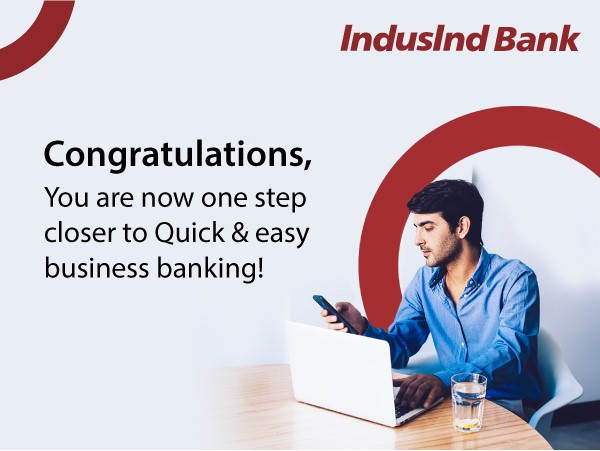 IndusInd Bank
Congratulations,
You are now one step
closer to Quick & easy
business banking!